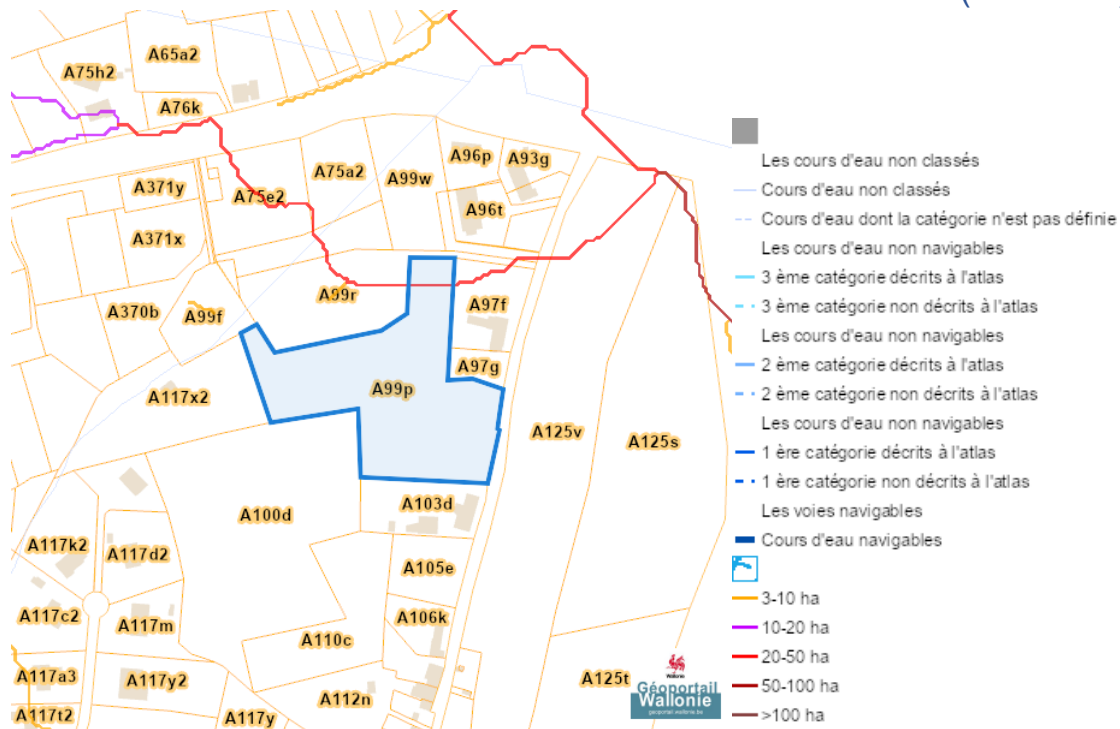 (
A65a2
A75h2
A76k
A96p
A93g
A75a2
A99w
A371y
A75e2
A96t
A371x
A99r
A97f
A370b
A99f
A97g
A99p
A117x2
A125v
A125s
A103d
A100d
A117k2
A117d2
A105e
A117c2
A106k
A117m
A110c
A117a3
A117y2
A125t
A112n
A117t2
A117y
Wallonie
Géoportail
Wallonie
geoportail.wallonie.be
Les cours d'eau non classés
Cours d'eau non classés
Cours d'eau dont la catégorie n'est pas définie
Les cours d'eau non navigables
3 ème catégorie décrits à l'atlas
3 ème catégorie non décrits à l'atlas
Les cours d'eau non navigables
2 ème catégorie décrits à l'atlas
2 ème catégorie non décrits à l'atlas
Les cours d'eau non navigables
1 ère catégorie décrits à l'atlas
1 ère catégorie non décrits à l'atlas
Les voies navigables
Cours d'eau navigables
3-10 ha
10-20 ha
20-50 ha
50-100 ha
>100 ha